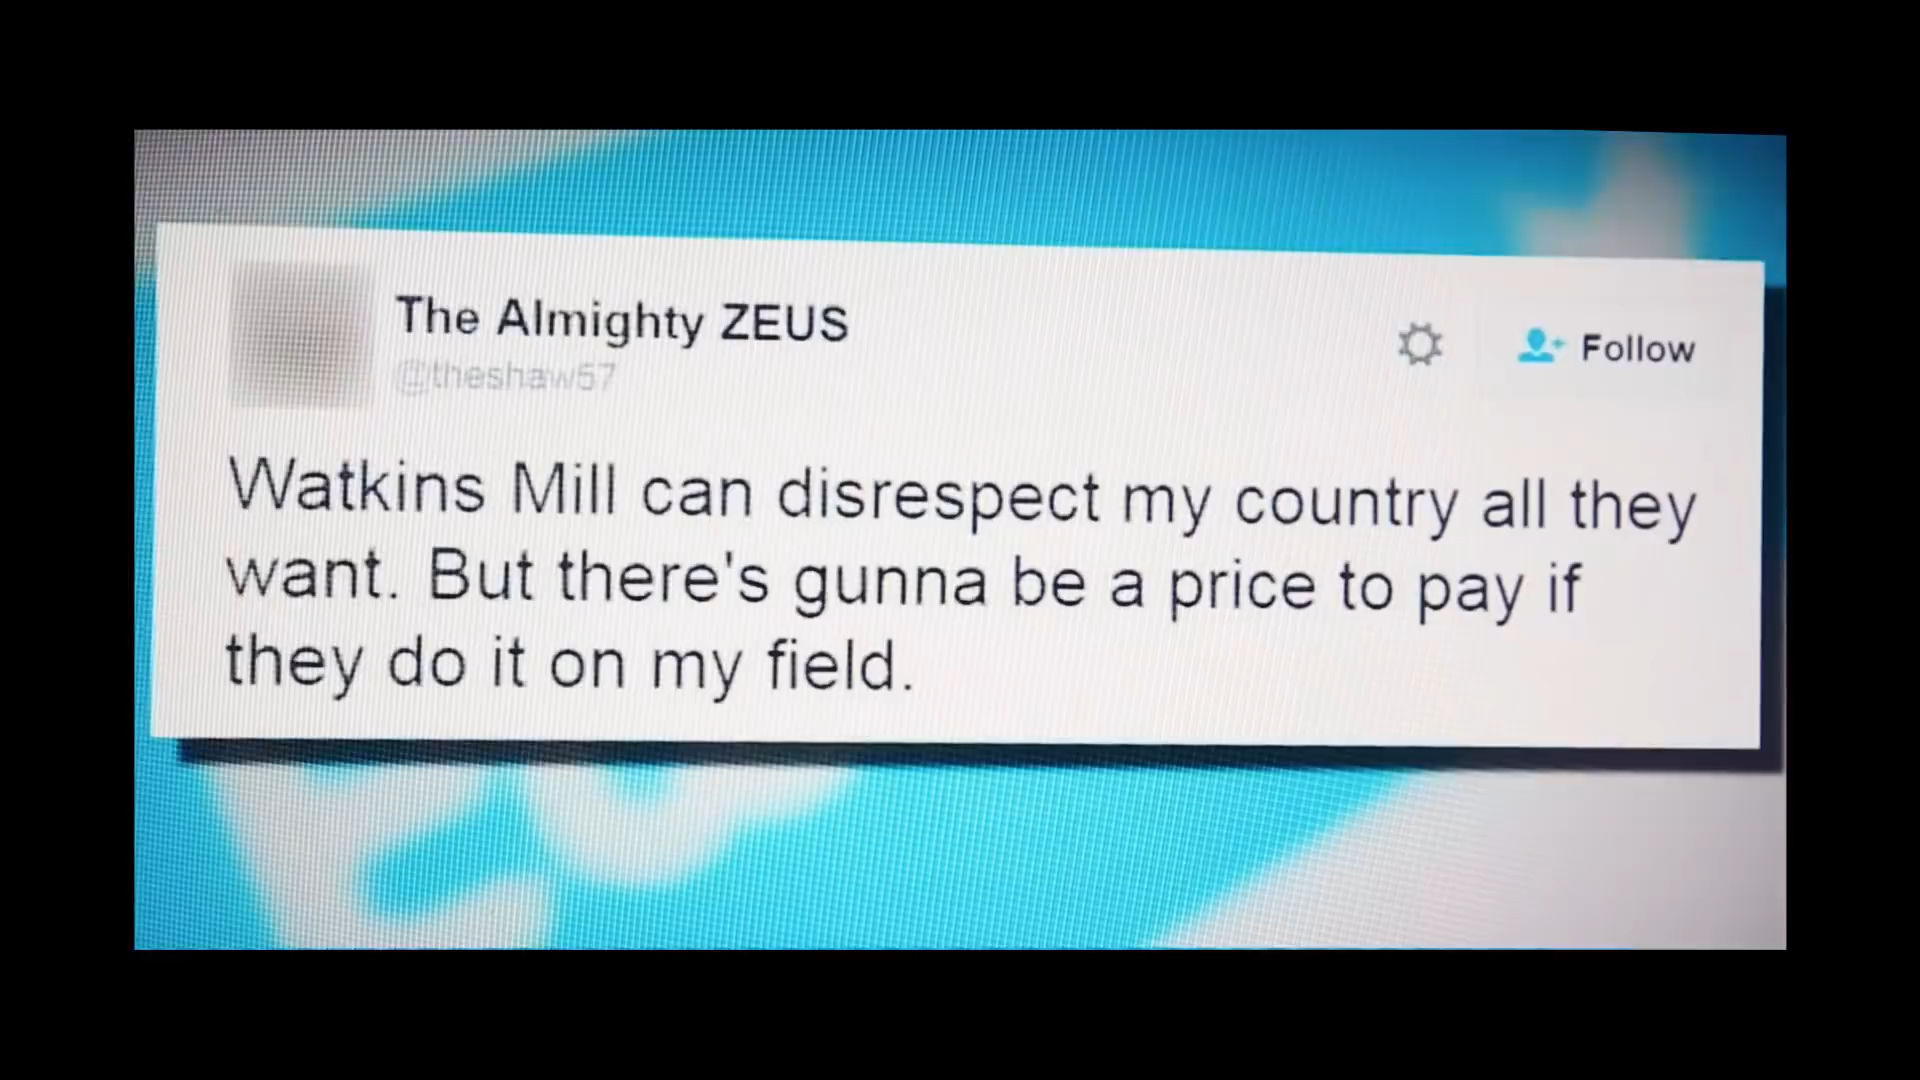 The Almighty ZEUS
@theshaw57
Follow
Watkins Mill can disrespect my country all they
want. But there's gunna be a price to pay if
they do it on my field.